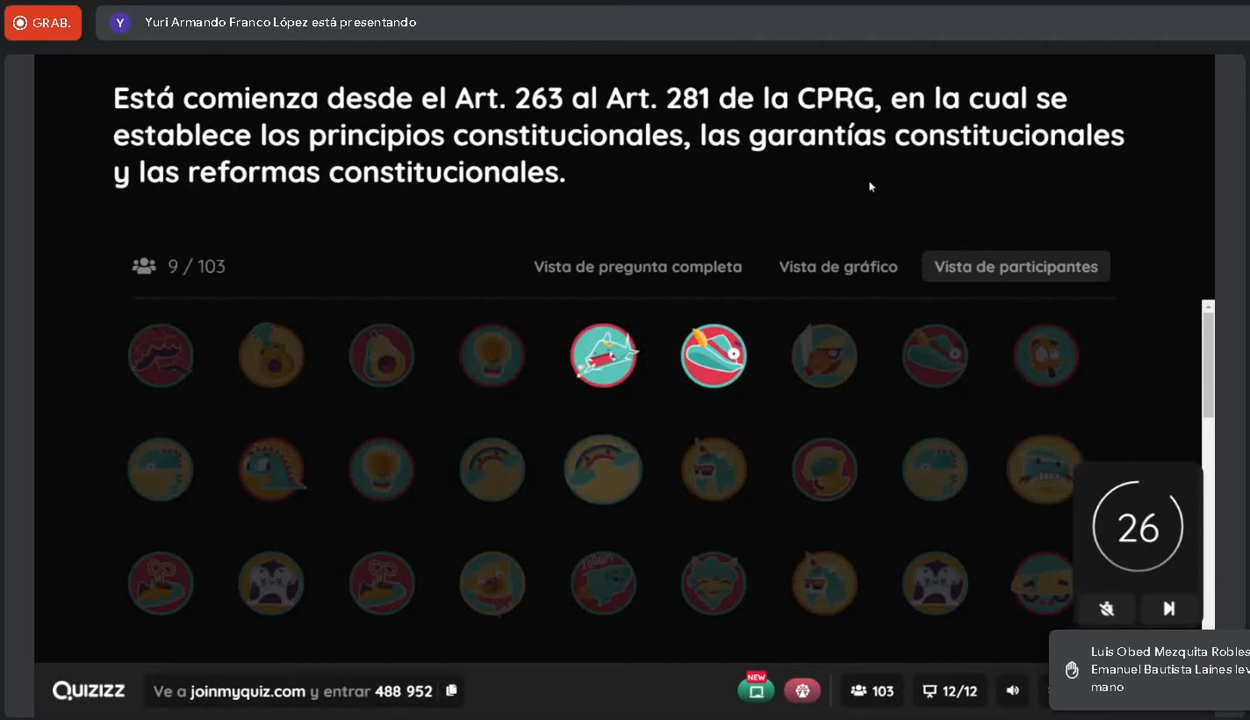 GRAB.
Y
Yuri Armando Franco López está presentando
Está comienza desde el Art. 263 al Art. 281 de la CPRG, en la cual se
establece los principios constitucionales, las garantías constitucionales
y las reformas constitucionales.
9 / 103
Vista de pregunta completa
Vista de gráfico
Vista de participantes
26
Luis Obed Mezquita Robles
Emanuel Bautista Laines lev
mano
Quizizz
Ve a joinmyquiz.com y entrar 488 952
NEW
103
12/12